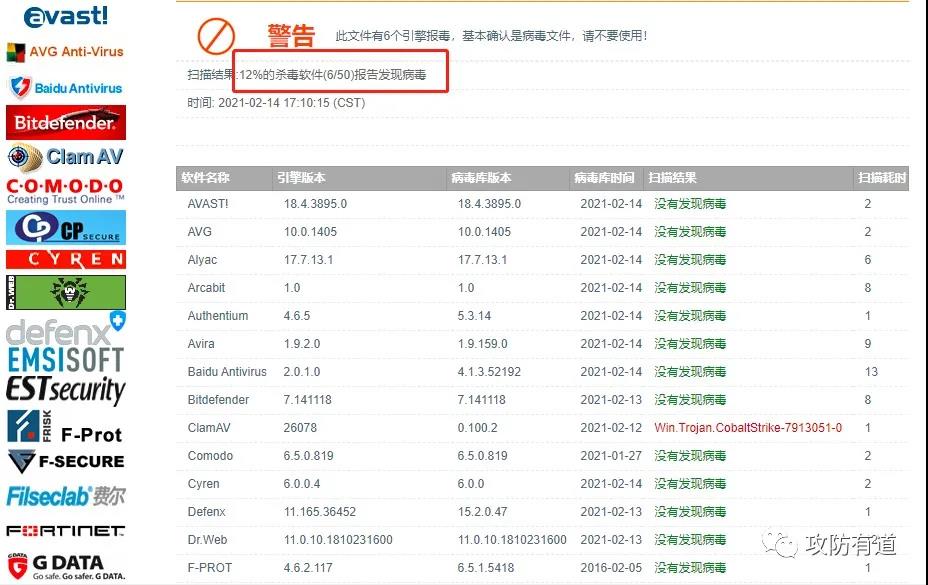 avast!
AVG Anti-Virus
Baidu Antivirus
Bitdefender
Clam AV
COMODO
Creating Trust Online ™
CP SECURE
CYREN
Dr.WEB
defenx
EMSISOFT
ESTsecurity
FRISK F-Prot
F-SECURE
Filseclab 费尔
FORTINET
G DATA
Go safe. Go safer. G DATA.
警告 此文件有6个引擎报毒，基本确认是病毒文件，请不要使用！
扫描结果:12%的杀毒软件(6/50)报告发现病毒
时间: 2021-02-14 17:10:15 (CST)
软件名称 引擎版本 病毒库版本 病毒库时间 扫描结果 扫描耗时
AVAST! 18.4.3895.0 18.4.3895.0 2021-02-14 没有发现病毒 2
AVG 10.0.1405 10.0.1405 2021-02-14 没有发现病毒 2
Alyac 17.7.13.1 17.7.13.1 2021-02-14 没有发现病毒 6
Arcabit 1.0 1.0 2021-02-14 没有发现病毒 8
Authentium 4.6.5 5.3.14 2021-02-14 没有发现病毒 1
Avira 1.9.2.0 1.9.159.0 2021-02-14 没有发现病毒 9
Baidu Antivirus 2.0.1.0 4.1.3.52192 2021-02-14 没有发现病毒 13
Bitdefender 7.141118 7.141118 2021-02-13 没有发现病毒 8
ClamAV 26078 0.100.2 2021-02-12 Win.Trojan.CobaltStrike-7913051-0 1
Comodo 6.5.0.819 6.5.0.819 2021-01-27 没有发现病毒 2
Cyren 6.0.0.4 6.0.0 2021-02-14 没有发现病毒 2
Defenx 11.165.36452 15.2.0.47 2021-02-13 没有发现病毒 1
Dr.Web 11.0.10.1810231600 11.0.10.1810231600 2021-02-13 没有发现病毒
F-PROT 4.6.2.117 6.5.1.5418 2016-02-05 没有发现病毒 1
攻防有道